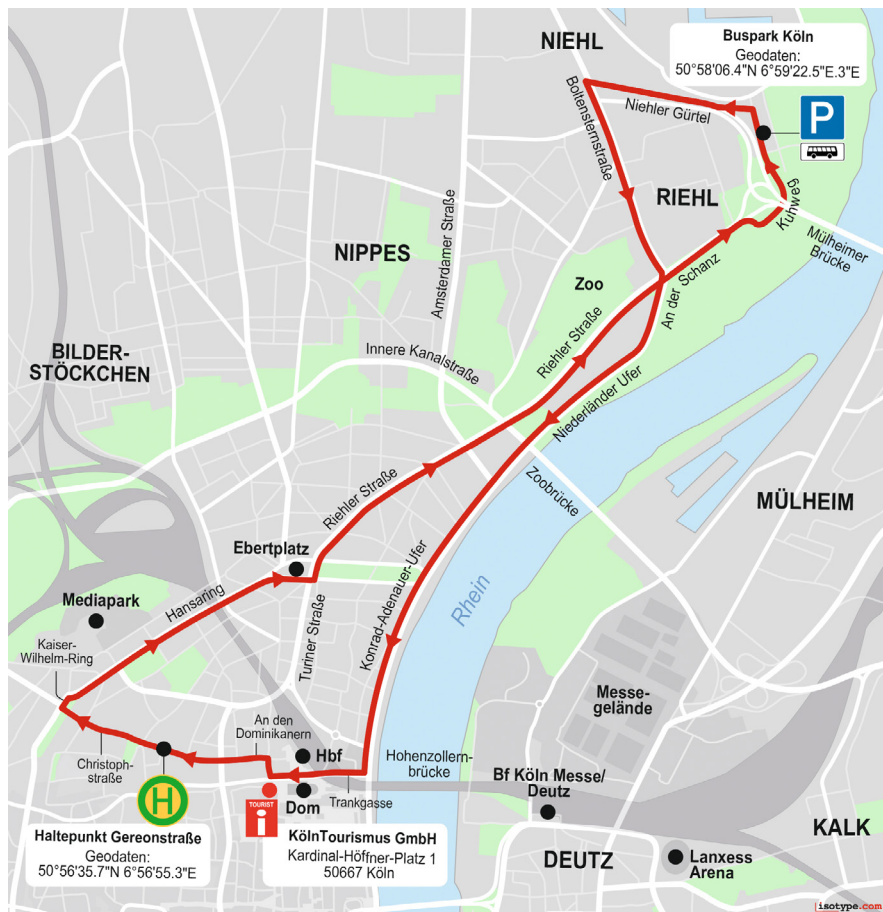 NIEHL
Buspark Köln
Geodaten:
50°58'06.4"N 6°59'22.5"E.3"E
P
Boltensternstraße
Niehler Gürtel
RIEHL
Kuhweg
Mülheimer
Brücke
Amsterdamer Straße
NIPPES
Zoo
An der Schanz
Riehler Straße
BILDER-
STÖCKCHEN
Innere Kanalstraße
Niederländer Ufer
Zoobrücke
MÜLHEIM
Riehler Straße
Ebertplatz
Rhein
Hansaring
Konrad-Adenauer-Ufer
Mediapark
Turiner Straße
Kaiser-
Wilhelm-Ring
Messe-
gelände
An den
Dominikanern
Hbf
Hohenzollern-
brücke
Christoph-
straße
Bf Köln Messe/
Deutz
Dom
Trankgasse
H
TOURIST
i
Haltepunkt Gereonstraße
Geodaten:
50°56'35.7"N 6°56'55.3"E
KölnTourismus GmbH
Kardinal-Höffner-Platz 1
50667 Köln
DEUTZ
Lanxess
Arena
KALK
isotype.com